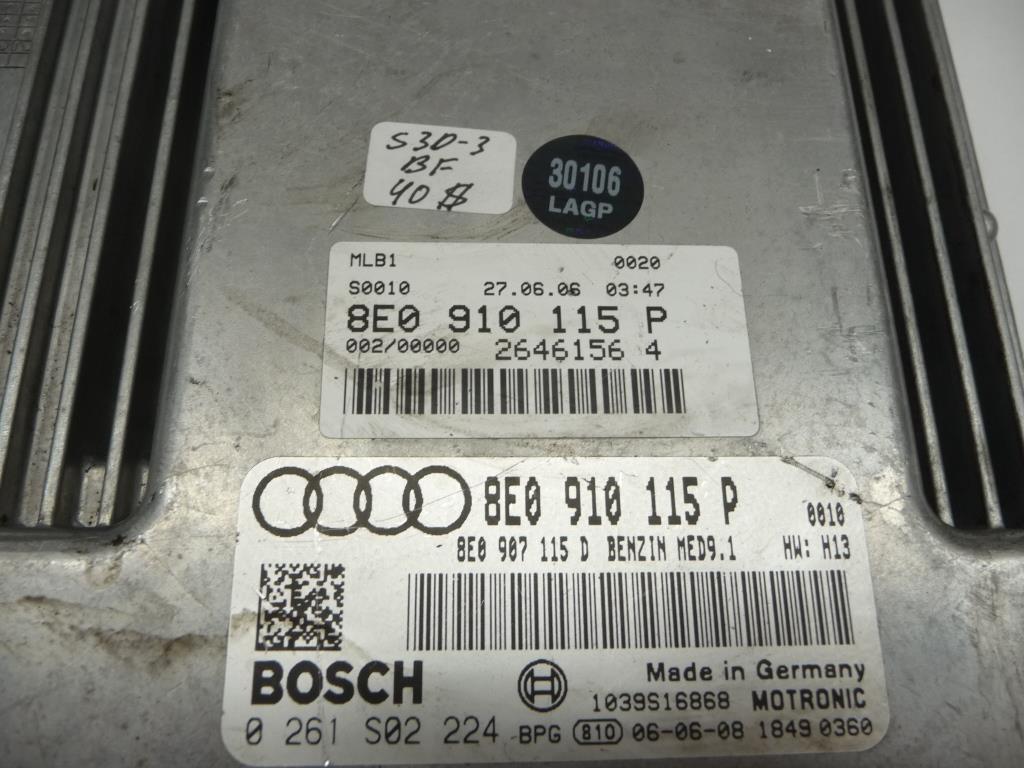 S3D-3
BF
40 $
30106
LAGP
MLB1 0020
S0010 27.06.06 03:47
8E0 910 115 P
002/00000 2646156 4
8E0 910 115 P 0010
8E0 907 115 D BENZIN MED9.1 HW: H13
BOSCH
Made in Germany
1039S16868 MOTRONIC
0 261 S02 224 BPG 810 06-06-08 1849 0360